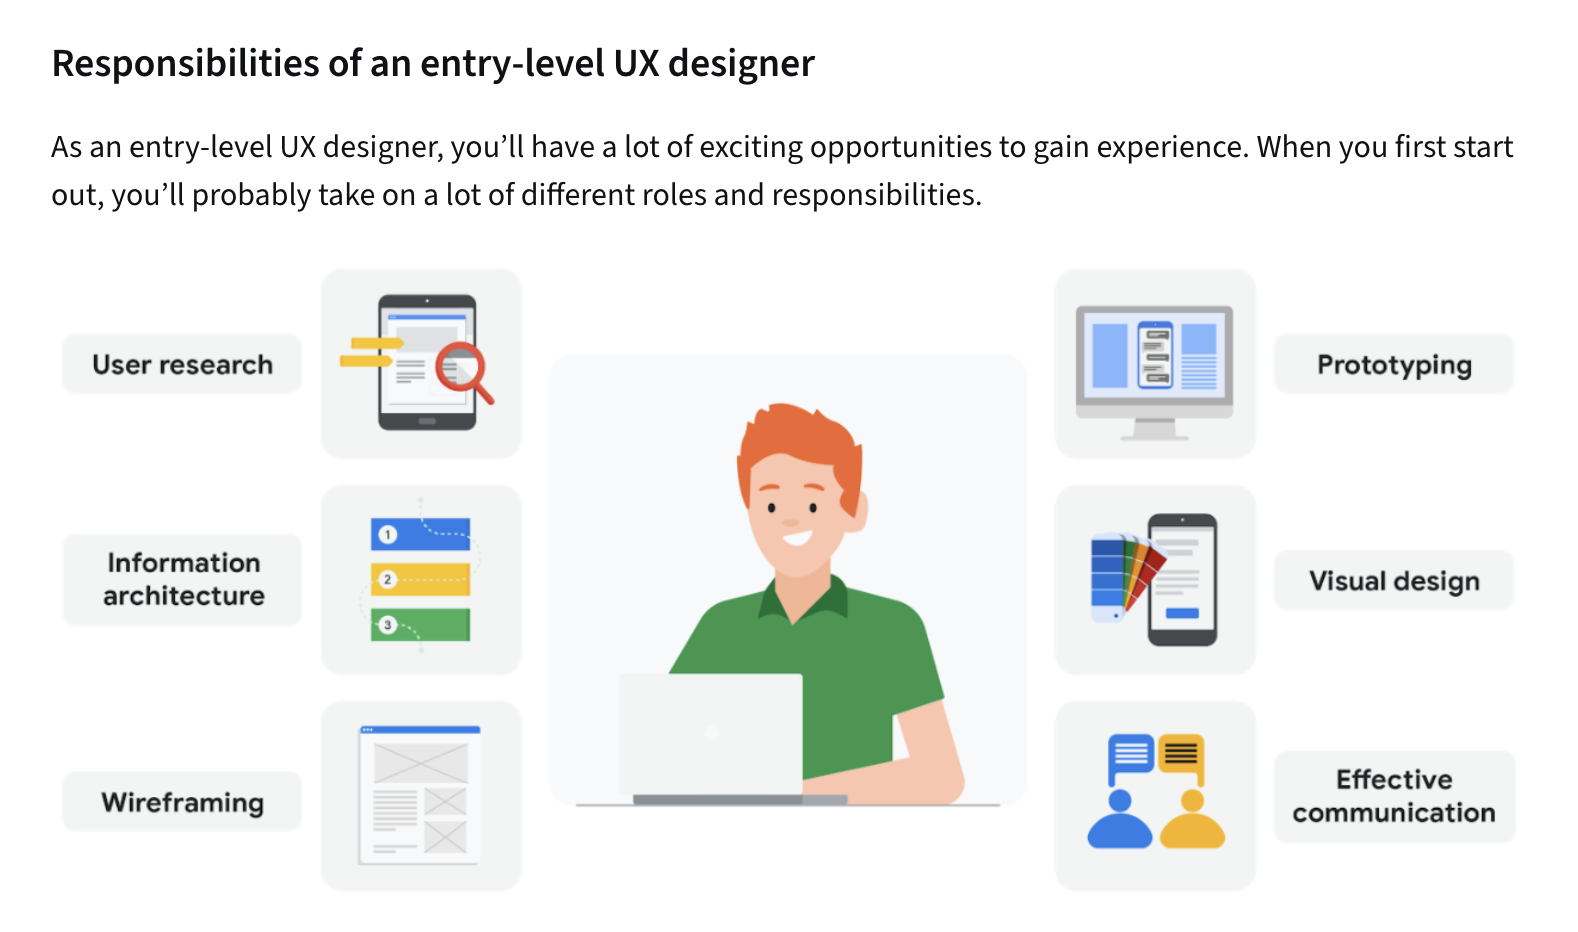 Responsibilities of an entry-level UX designer
As an entry-level UX designer, you’ll have a lot of exciting opportunities to gain experience. When you first start
out, you’ll probably take on a lot of different roles and responsibilities.
User research
Prototyping
Information
architecture
1
2
3
Visual design
Wireframing
Effective
communication